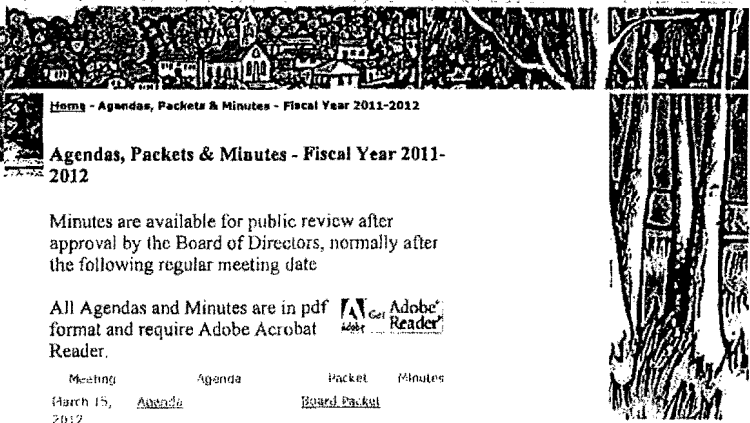 Home - Agendas, Packets & Minutes - Fiscal Year 2011-2012
Agendas, Packets & Minutes - Fiscal Year 2011-
2012
Minutes are available for public review after
approval by the Board of Directors, normally after
the following regular meeting date
All Agendas and Minutes are in pdf
format and require Adobe Acrobat
Reader.
Get Adobe®
Adobe Reader®
Meeting Agenda Packet Minutes
March 15, Agenda Board Packet
2012